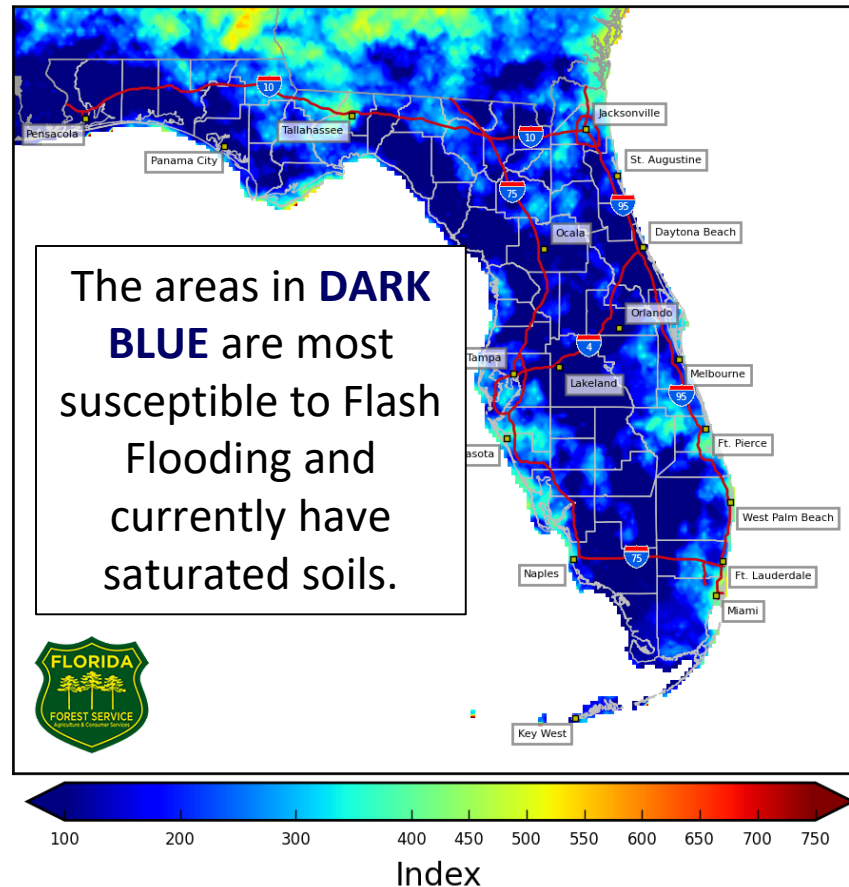 10
Jacksonville
Pensacola
Tallahassee
10
Panama City
St. Augustine
75
95
Daytona Beach
Ocala
The areas in DARK
BLUE are most
susceptible to Flash
Flooding and
currently have
saturated soils.
Orlando
4
Tampa
Melbourne
Lakeland
95
asota
Ft. Pierce
West Palm Beach
75
Naples
Ft. Lauderdale
Miami
FLORIDA
FOREST SERVICE
Agriculture & Consumer Services
Key West
100 200 300 400 450 500 550 600 650 700 750
Index